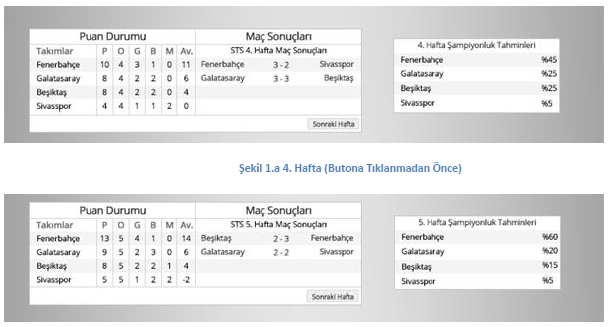 Puan Durumu Maç Sonuçları
Takımlar P O G B M Av. STS 4. Hafta Maç Sonuçları
Fenerbahçe 10 4 3 1 0 11 Fenerbahçe 3 - 2 Sivasspor
Galatasaray 8 4 2 2 0 6 Galatasaray 3 - 3 Beşiktaş
Beşiktaş 8 4 2 2 0 4
Sivasspor 4 4 1 1 2 0
Sonraki Hafta
4. Hafta Şampiyonluk Tahminleri
Fenerbahçe %45
Galatasaray %25
Beşiktaş %25
Sivasspor %5
Şekil 1.a 4. Hafta (Butona Tıklanmadan Önce)
Puan Durumu Maç Sonuçları
Takımlar P O G B M Av. STS 5. Hafta Maç Sonuçları
Fenerbahçe 13 5 4 1 0 14 Beşiktaş 2 - 3 Fenerbahçe
Galatasaray 9 5 2 3 0 6 Galatasaray 2 - 2 Sivasspor
Beşiktaş 8 5 2 2 1 4
Sivasspor 5 5 1 2 2 -2
Sonraki Hafta
5. Hafta Şampiyonluk Tahminleri
Fenerbahçe %60
Galatasaray %20
Beşiktaş %15
Sivasspor %5